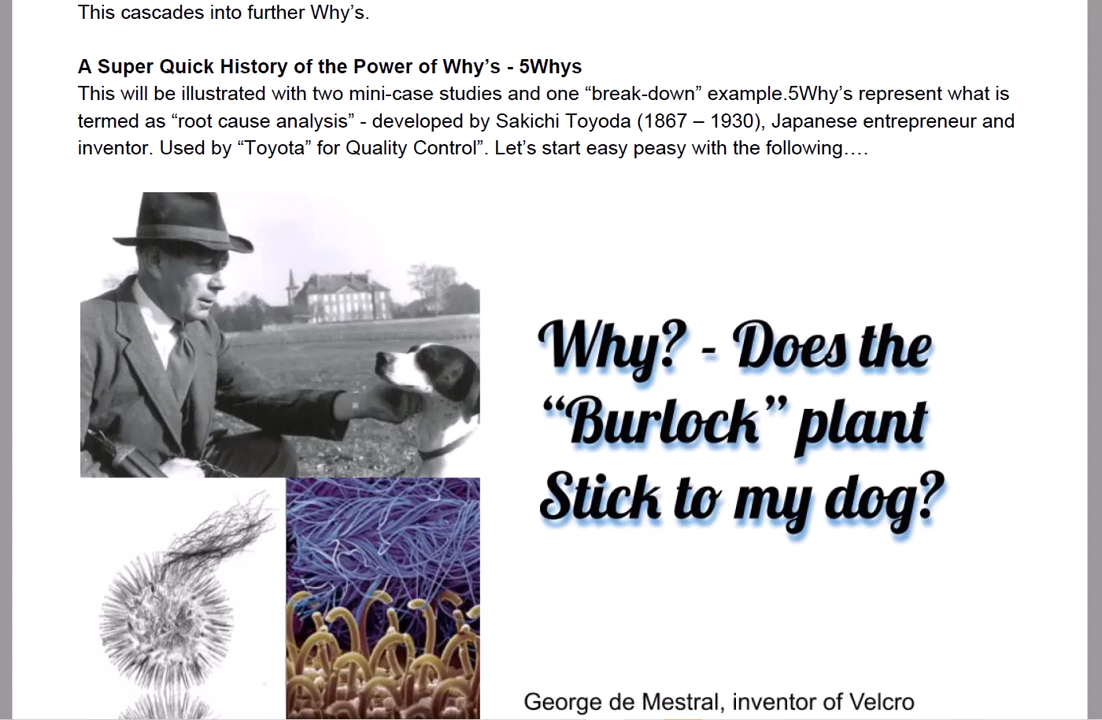 This cascades into further Why’s.
A Super Quick History of the Power of Why’s - 5Whys
This will be illustrated with two mini-case studies and one “break-down” example.5Why’s represent what is
termed as “root cause analysis” - developed by Sakichi Toyoda (1867 – 1930), Japanese entrepreneur and
inventor. Used by “Toyota” for Quality Control”. Let’s start easy peasy with the following….
Why? - Does the
“Burlock” plant
Stick to my dog?
George de Mestral, inventor of Velcro